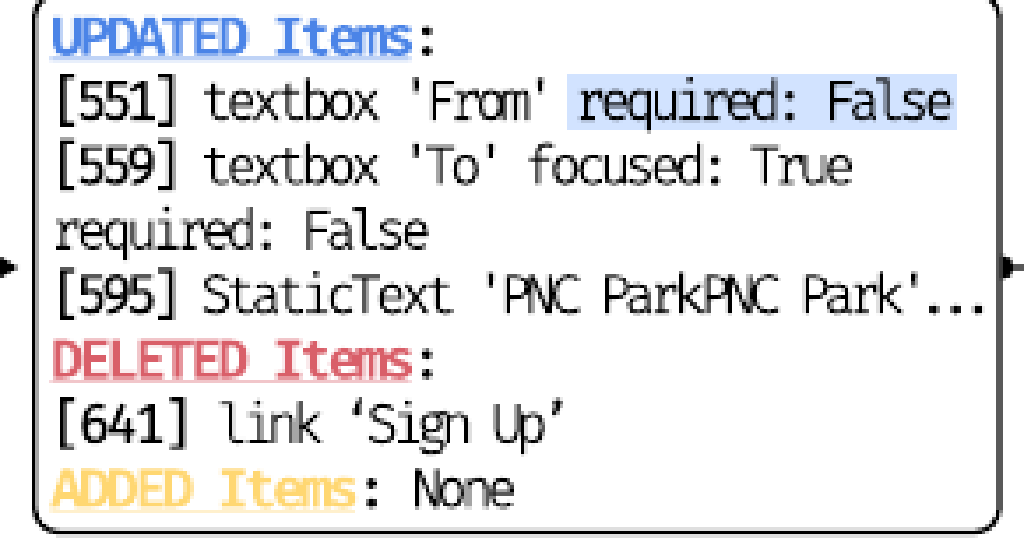 UPDATED Items:
[551] textbox 'From' required: False
[559] textbox 'To' focused: True
required: False
[595] StaticText 'PNC ParkPNC Park'...
DELETED Items:
[641] link ‘Sign Up’
ADDED Items: None